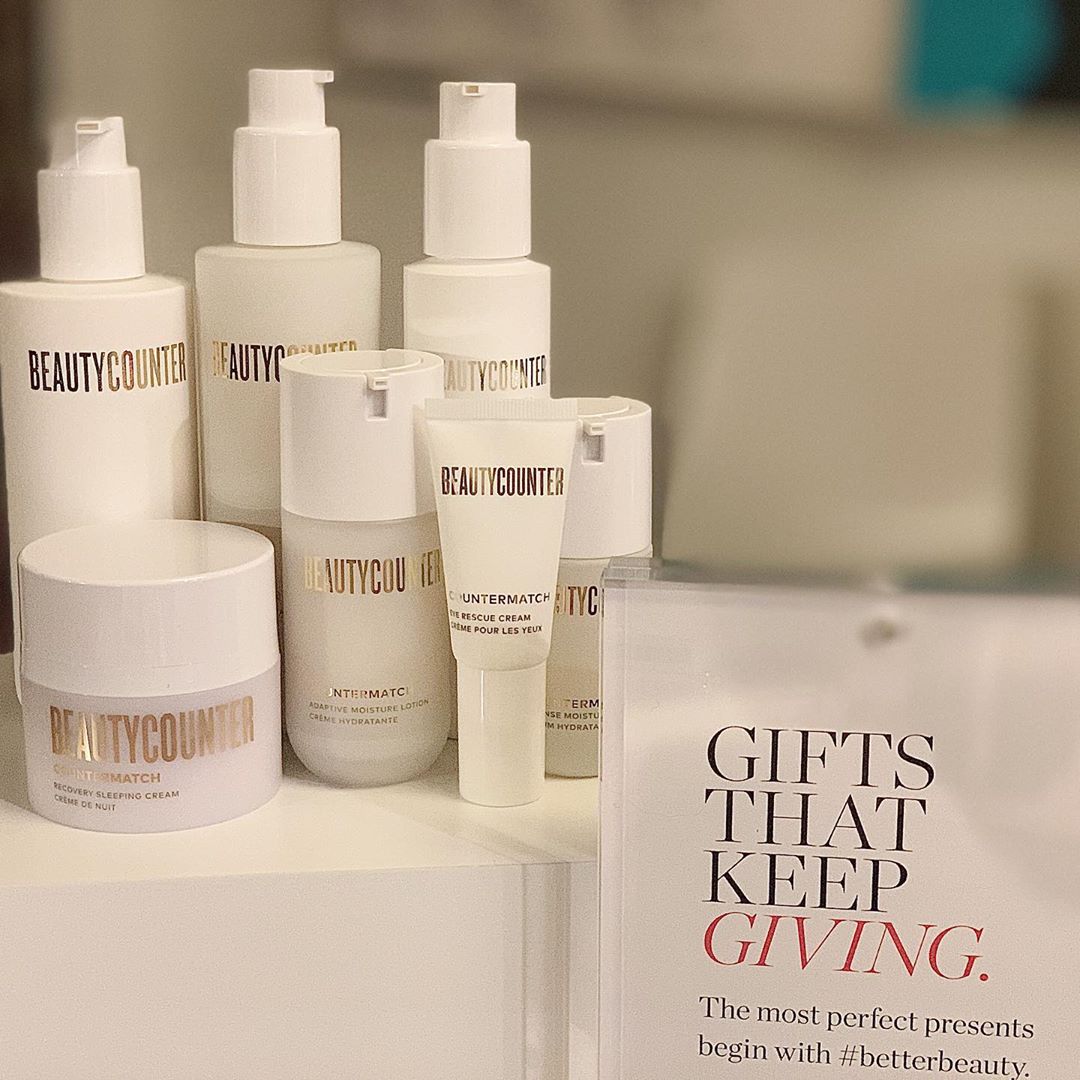 BEAUTYCOUNTER
BEAUTYCOUNTER
BEAUTYCOUNTER
BEAUTYCOUNTER
COUNTERMATCH
EYE RESCUE CREAM
CRÈME POUR LES YEUX
BEAUTYCOUNTER
ADAPTIVE MOISTURE LOTION
CRÈME HYDRATANTE
BEAUTYCOUNTER
COUNTERMATCH
RECOVERY SLEEPING CREAM
CRÈME DE NUIT
GIFTS
THAT
KEEP
GIVING.
The most perfect presents
begin with #betterbeauty.